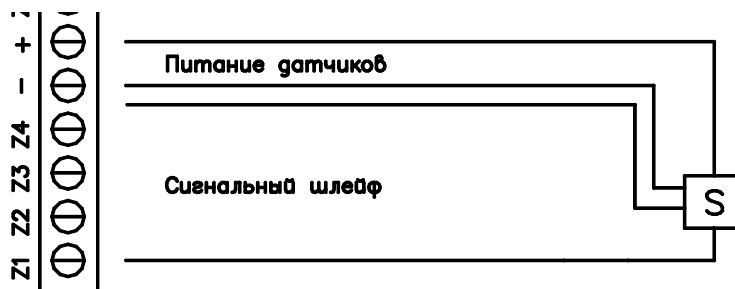 +
Питание датчиков
−
Z4
Z3
Сигнальный шлейф
S
Z2
Z1